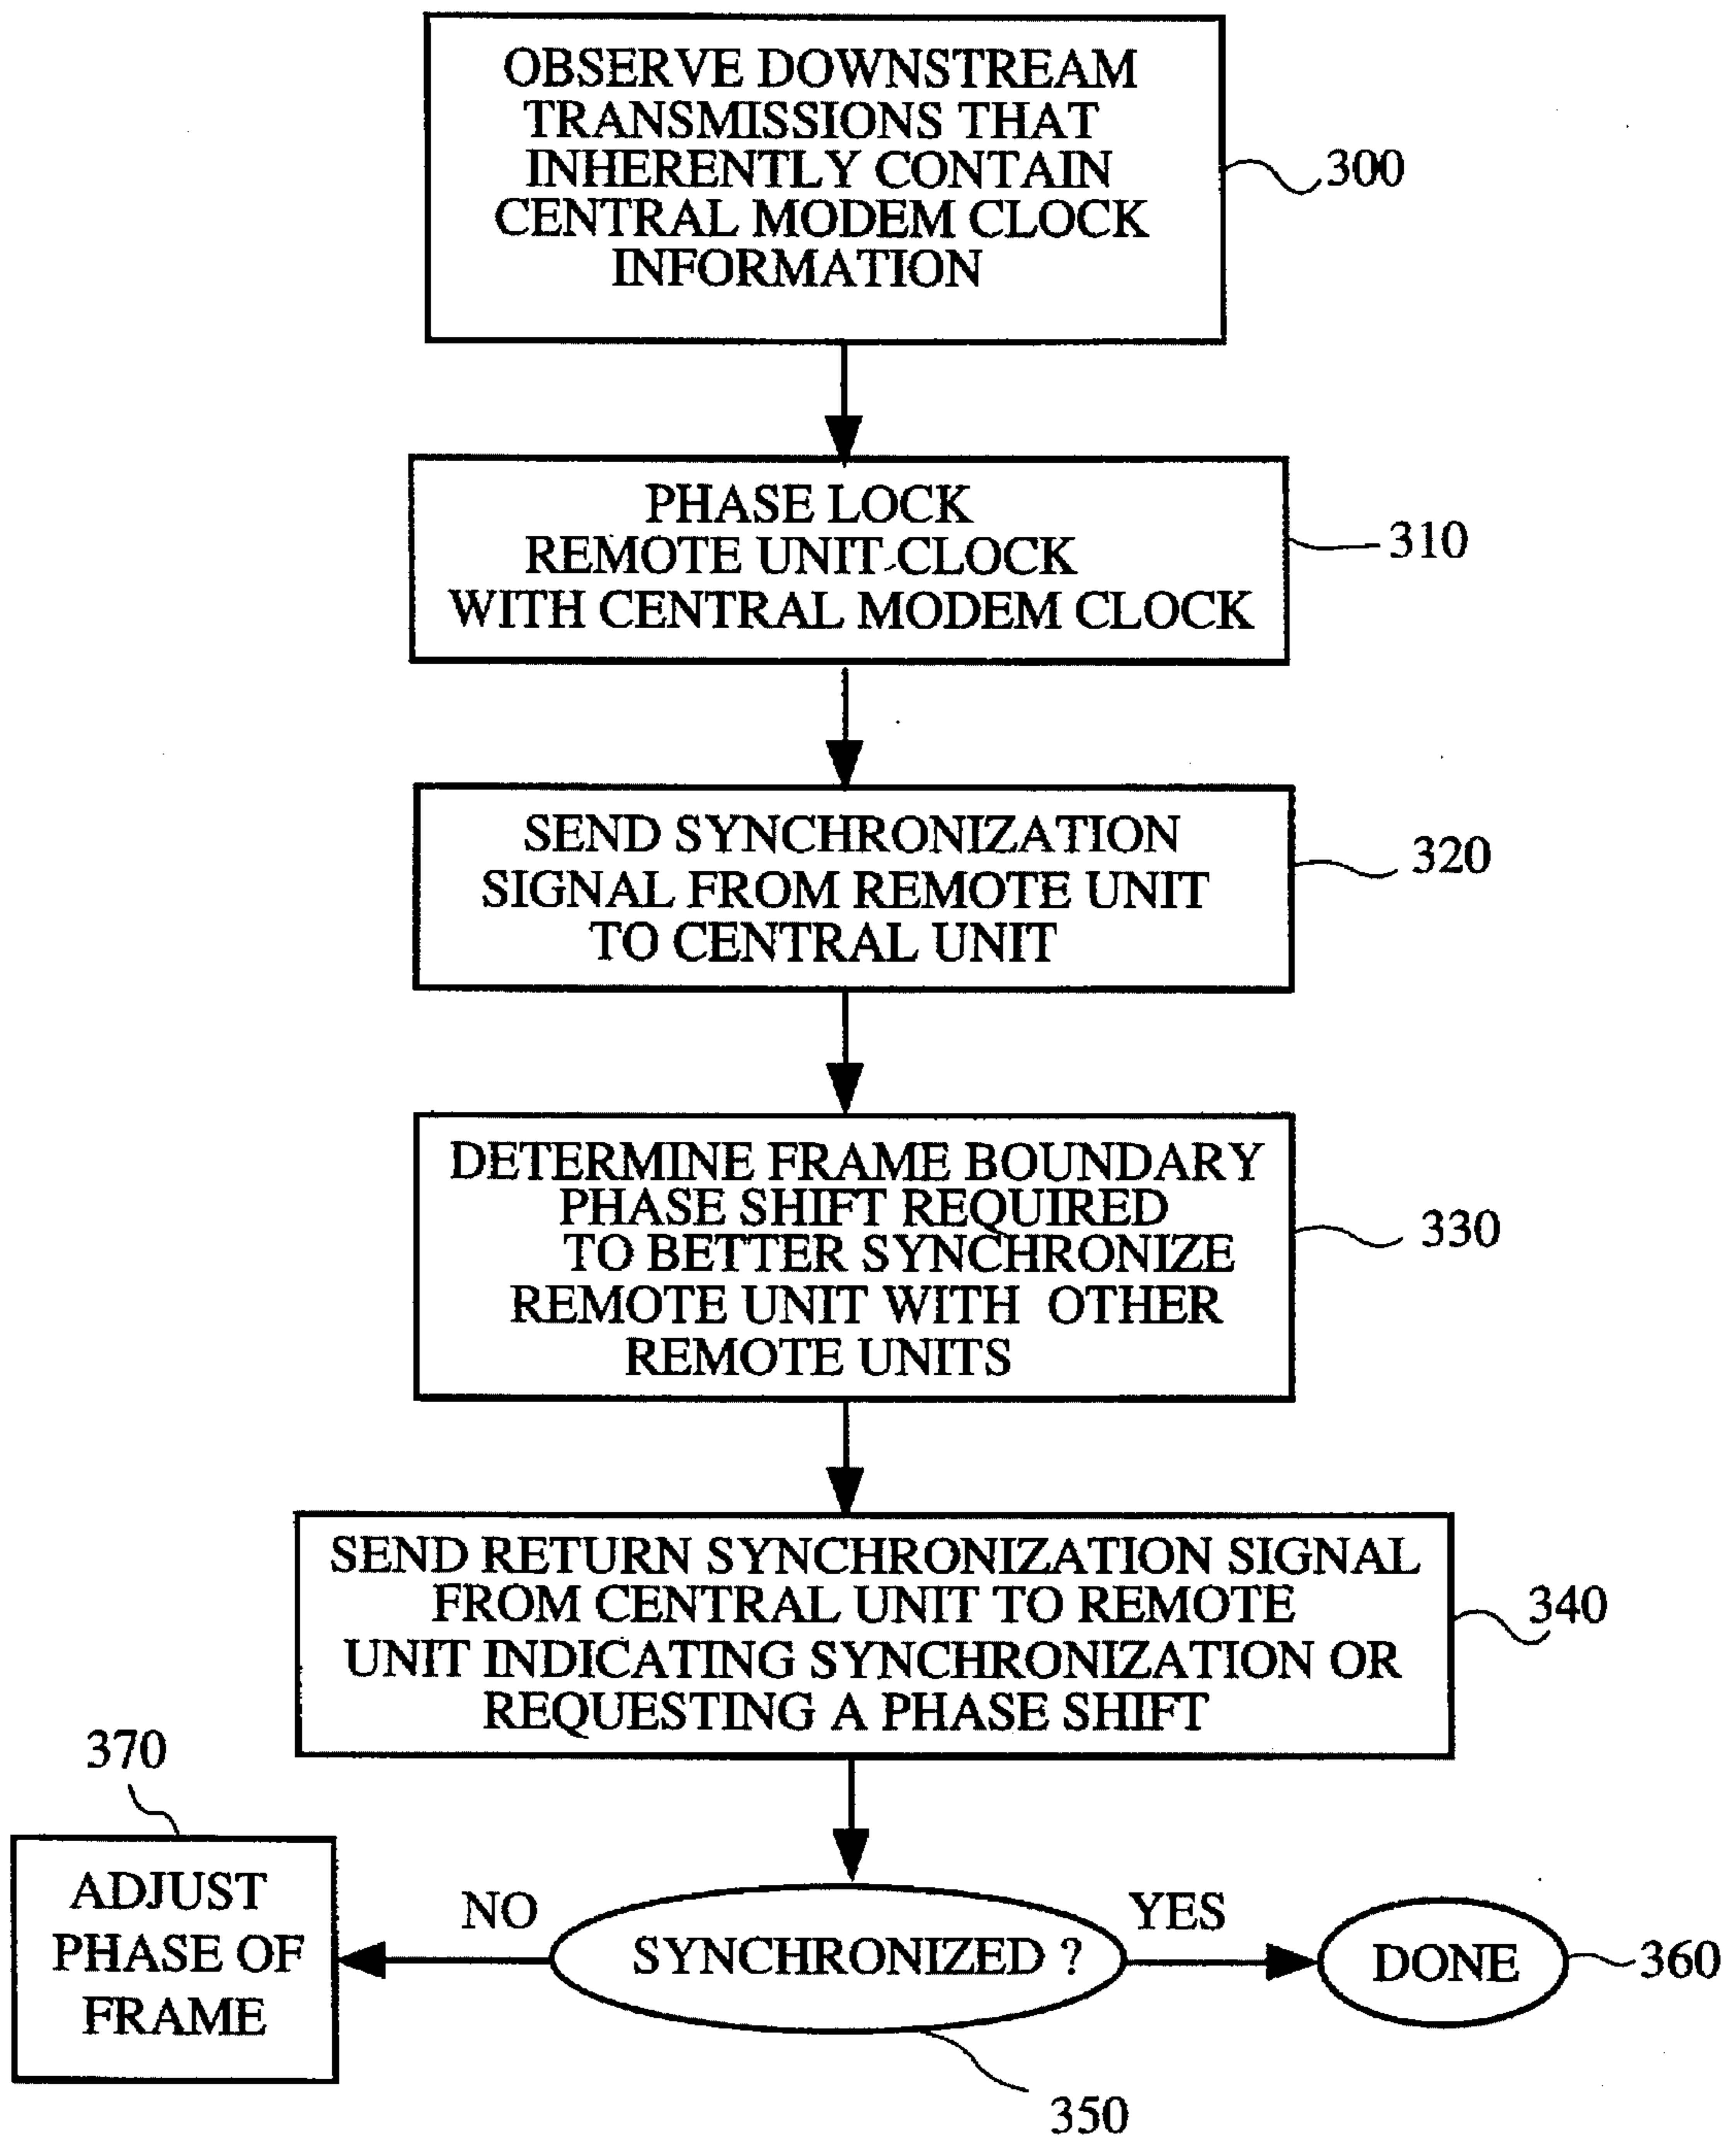 OBSERVE DOWNSTREAM
TRANSMISSIONS THAT
INHERENTLY CONTAIN
CENTRAL MODEM CLOCK
INFORMATION
300
PHASE LOCK
REMOTE UNIT CLOCK
WITH CENTRAL MODEM CLOCK
310
SEND SYNCHRONIZATION
SIGNAL FROM REMOTE UNIT
TO CENTRAL UNIT
320
DETERMINE FRAME BOUNDARY
PHASE SHIFT REQUIRED
TO BETTER SYNCHRONIZE
REMOTE UNIT WITH OTHER
REMOTE UNITS
330
SEND RETURN SYNCHRONIZATION SIGNAL
FROM CENTRAL UNIT TO REMOTE
UNIT INDICATING SYNCHRONIZATION OR
REQUESTING A PHASE SHIFT
340
370
ADJUST
PHASE OF
FRAME
NO
SYNCHRONIZED ?
YES
DONE
360
350